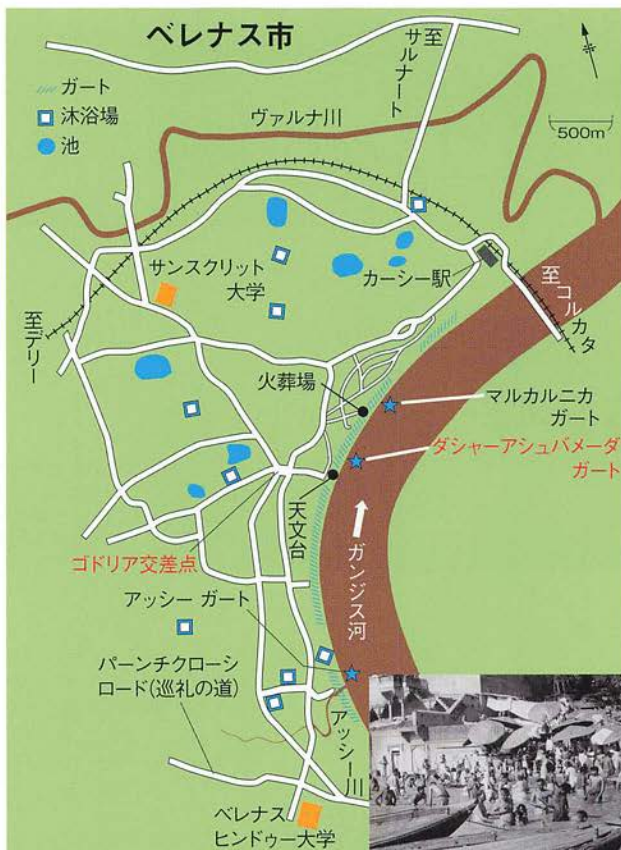 ベレナス市
ガート
沐浴場
池
至サルナート
ヴァルナ川
500m
サンスクリット
大学
カーシー駅
至コルカタ
至デリー
火葬場
マルカルニカ
ガート
ダシャーアシュバメーダ
ガート
天文台
ガンジス河
ゴドリア交差点
アッシー ガート
パーンチクローシ
ロード(巡礼の道)
アッシー川
ベレナス
ヒンドゥー大学